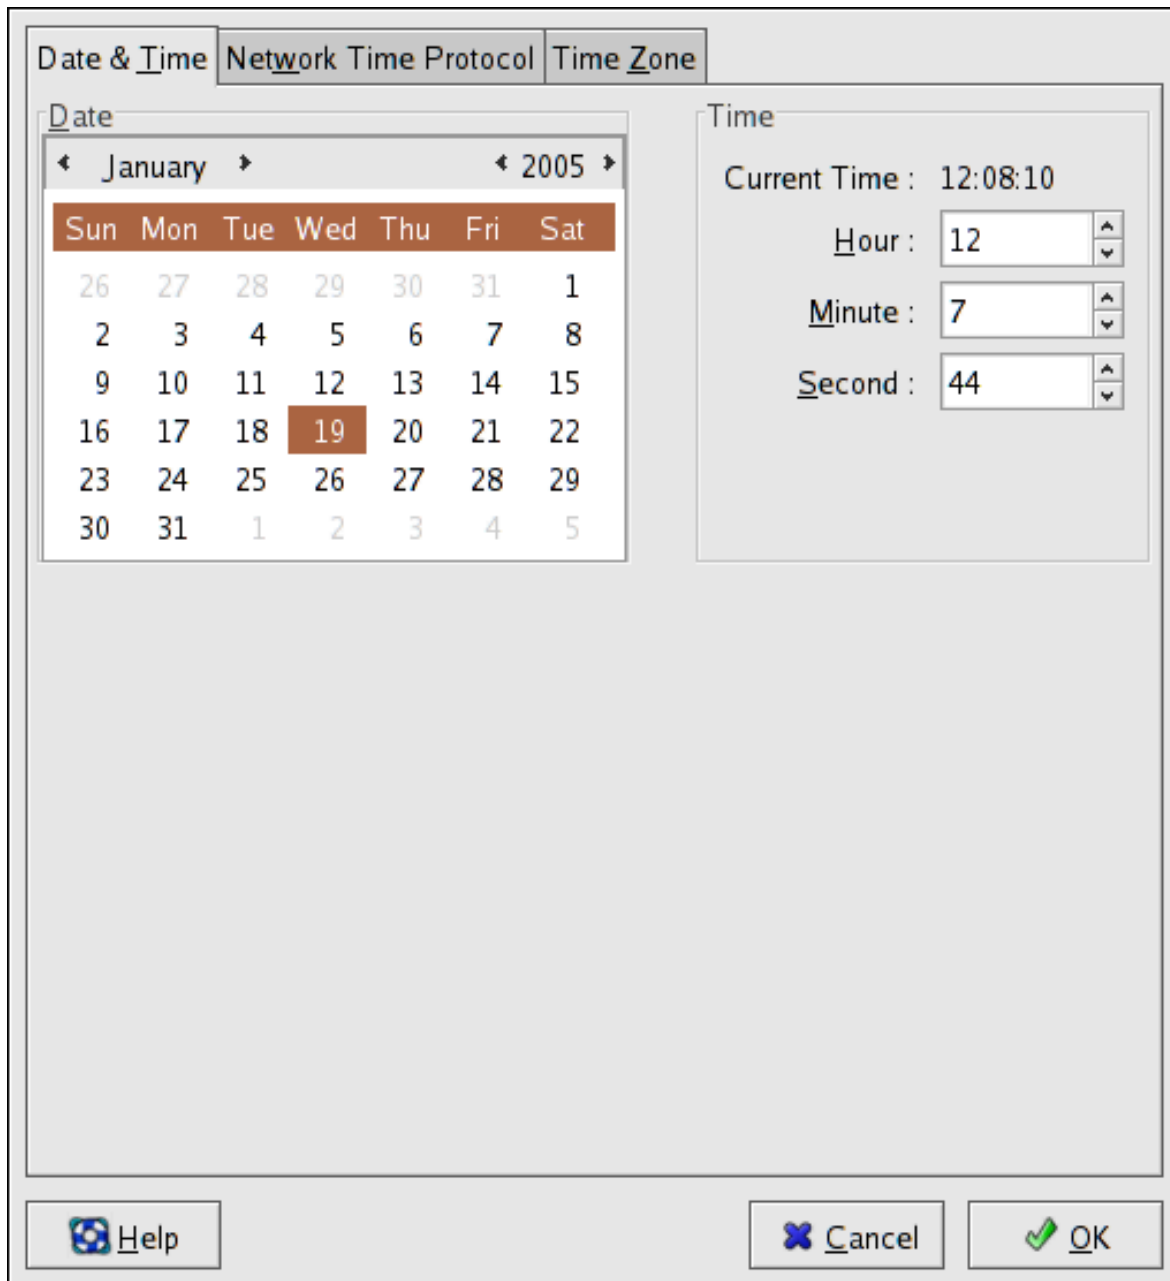 Date & Time Network Time Protocol Time Zone
Date
January 2005
Sun Mon Tue Wed Thu Fri Sat
26 27 28 29 30 31 1
2 3 4 5 6 7 8
9 10 11 12 13 14 15
16 17 18 19 20 21 22
23 24 25 26 27 28 29
30 31 1 2 3 4 5
Time
Current Time : 12:08:10
Hour : 12
Minute : 7
Second : 44
Help Cancel OK